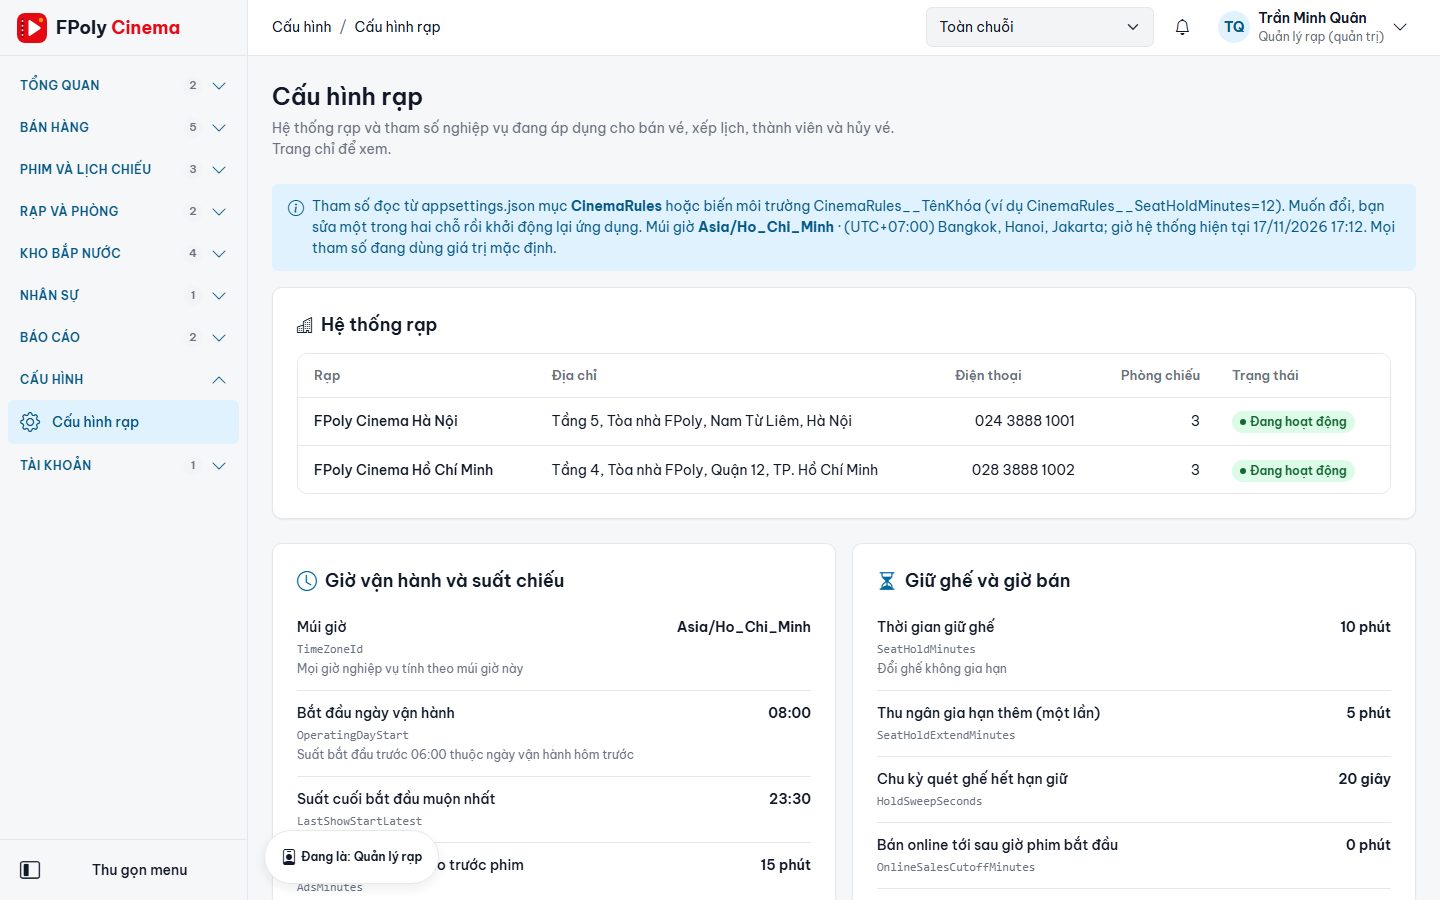 FPoly Cinema
Cấu hình / Cấu hình rạp
Toàn chuỗi
TQ
Trần Minh Quân
Quản lý rạp (quản trị)
TỔNG QUAN 2
BÁN HÀNG 5
PHIM VÀ LỊCH CHIẾU 3
RẠP VÀ PHÒNG 2
KHO BẮP NƯỚC 4
NHÂN SỰ 1
BÁO CÁO 2
CẤU HÌNH
Cấu hình rạp
TÀI KHOẢN 1
Thu gọn menu
Cấu hình rạp
Hệ thống rạp và tham số nghiệp vụ đang áp dụng cho bán vé, xếp lịch, thành viên và hủy vé.
Trang chỉ để xem.
Tham số đọc từ appsettings.json mục CinemaRules hoặc biến môi trường CinemaRules__TênKhóa (ví dụ CinemaRules__SeatHoldMinutes=12). Muốn đổi, bạn
sửa một trong hai chỗ rồi khởi động lại ứng dụng. Múi giờ Asia/Ho_Chi_Minh · (UTC+07:00) Bangkok, Hanoi, Jakarta; giờ hệ thống hiện tại 17/11/2026 17:12. Mọi
tham số đang dùng giá trị mặc định.
Hệ thống rạp
Rạp Địa chỉ Điện thoại Phòng chiếu Trạng thái
FPoly Cinema Hà Nội Tầng 5, Tòa nhà FPoly, Nam Từ Liêm, Hà Nội 024 3888 1001 3 Đang hoạt động
FPoly Cinema Hồ Chí Minh Tầng 4, Tòa nhà FPoly, Quận 12, TP. Hồ Chí Minh 028 3888 1002 3 Đang hoạt động
Giờ vận hành và suất chiếu
Múi giờ Asia/Ho_Chi_Minh
TimeZoneId
Mọi giờ nghiệp vụ tính theo múi giờ này
Bắt đầu ngày vận hành 08:00
OperatingDayStart
Suất bắt đầu trước 06:00 thuộc ngày vận hành hôm trước
Suất cuối bắt đầu muộn nhất 23:30
LastShowStartLatest
o trước phim 15 phút
AdsMinutes
Đang là: Quản lý rạp
Giữ ghế và giờ bán
Thời gian giữ ghế 10 phút
SeatHoldMinutes
Đổi ghế không gia hạn
Thu ngân gia hạn thêm (một lần) 5 phút
SeatHoldExtendMinutes
Chu kỳ quét ghế hết hạn giữ 20 giây
HoldSweepSeconds
Bán online tới sau giờ phim bắt đầu 0 phút
OnlineSalesCutoffMinutes